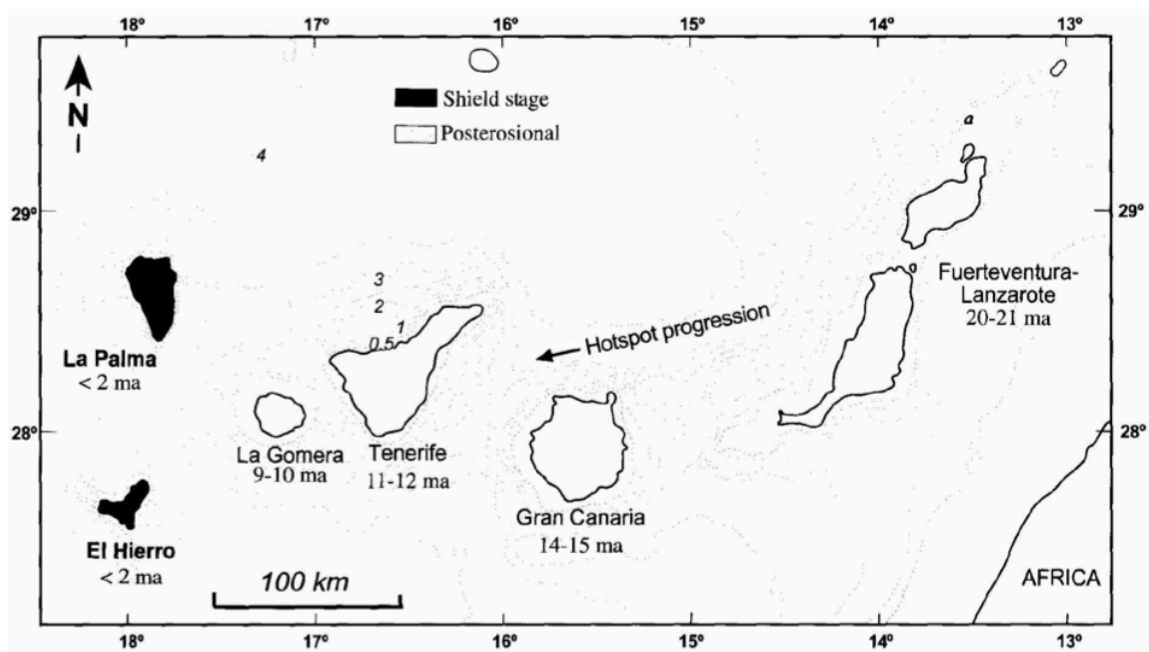 18°
17°
16°
15°
14°
13°
N
Shield stage
Posterosional
a
4
29°
29°
3
2
1
0.5
Fuerteventura-
Lanzarote
20-21 ma
Hotspot progression
La Palma
< 2 ma
28°
28°
La Gomera
9-10 ma
Tenerife
11-12 ma
Gran Canaria
14-15 ma
El Hierro
< 2 ma
100 km
AFRICA
18°
17°
16°
15°
14°
13°